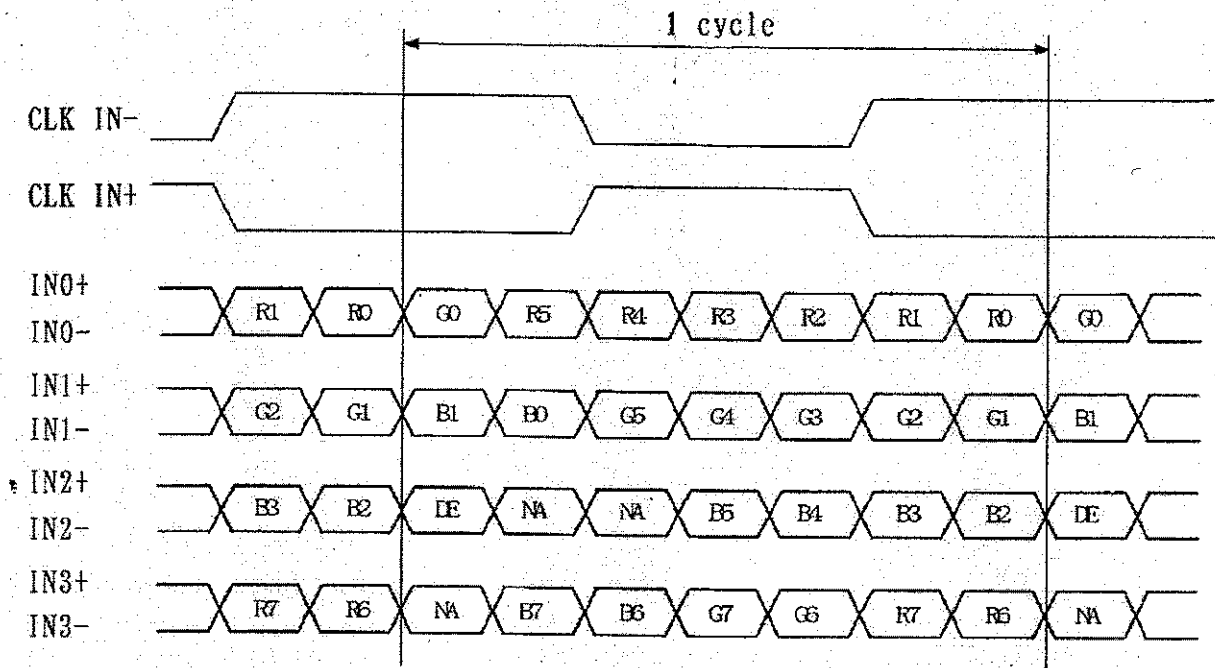 1 cycle
CLK IN-
CLK IN+
IN0+
R1 R0 G0 R5 R4 R3 R2 R1 R0 G0
IN0-
IN1+
G2 G1 B1 B0 G5 G4 G3 G2 G1 B1
IN1-
IN2+
B3 B2 DE NA NA B5 B4 B3 B2 DE
IN2-
IN3+
R7 R6 NA B7 B6 G7 G6 R7 R6 NA
IN3-